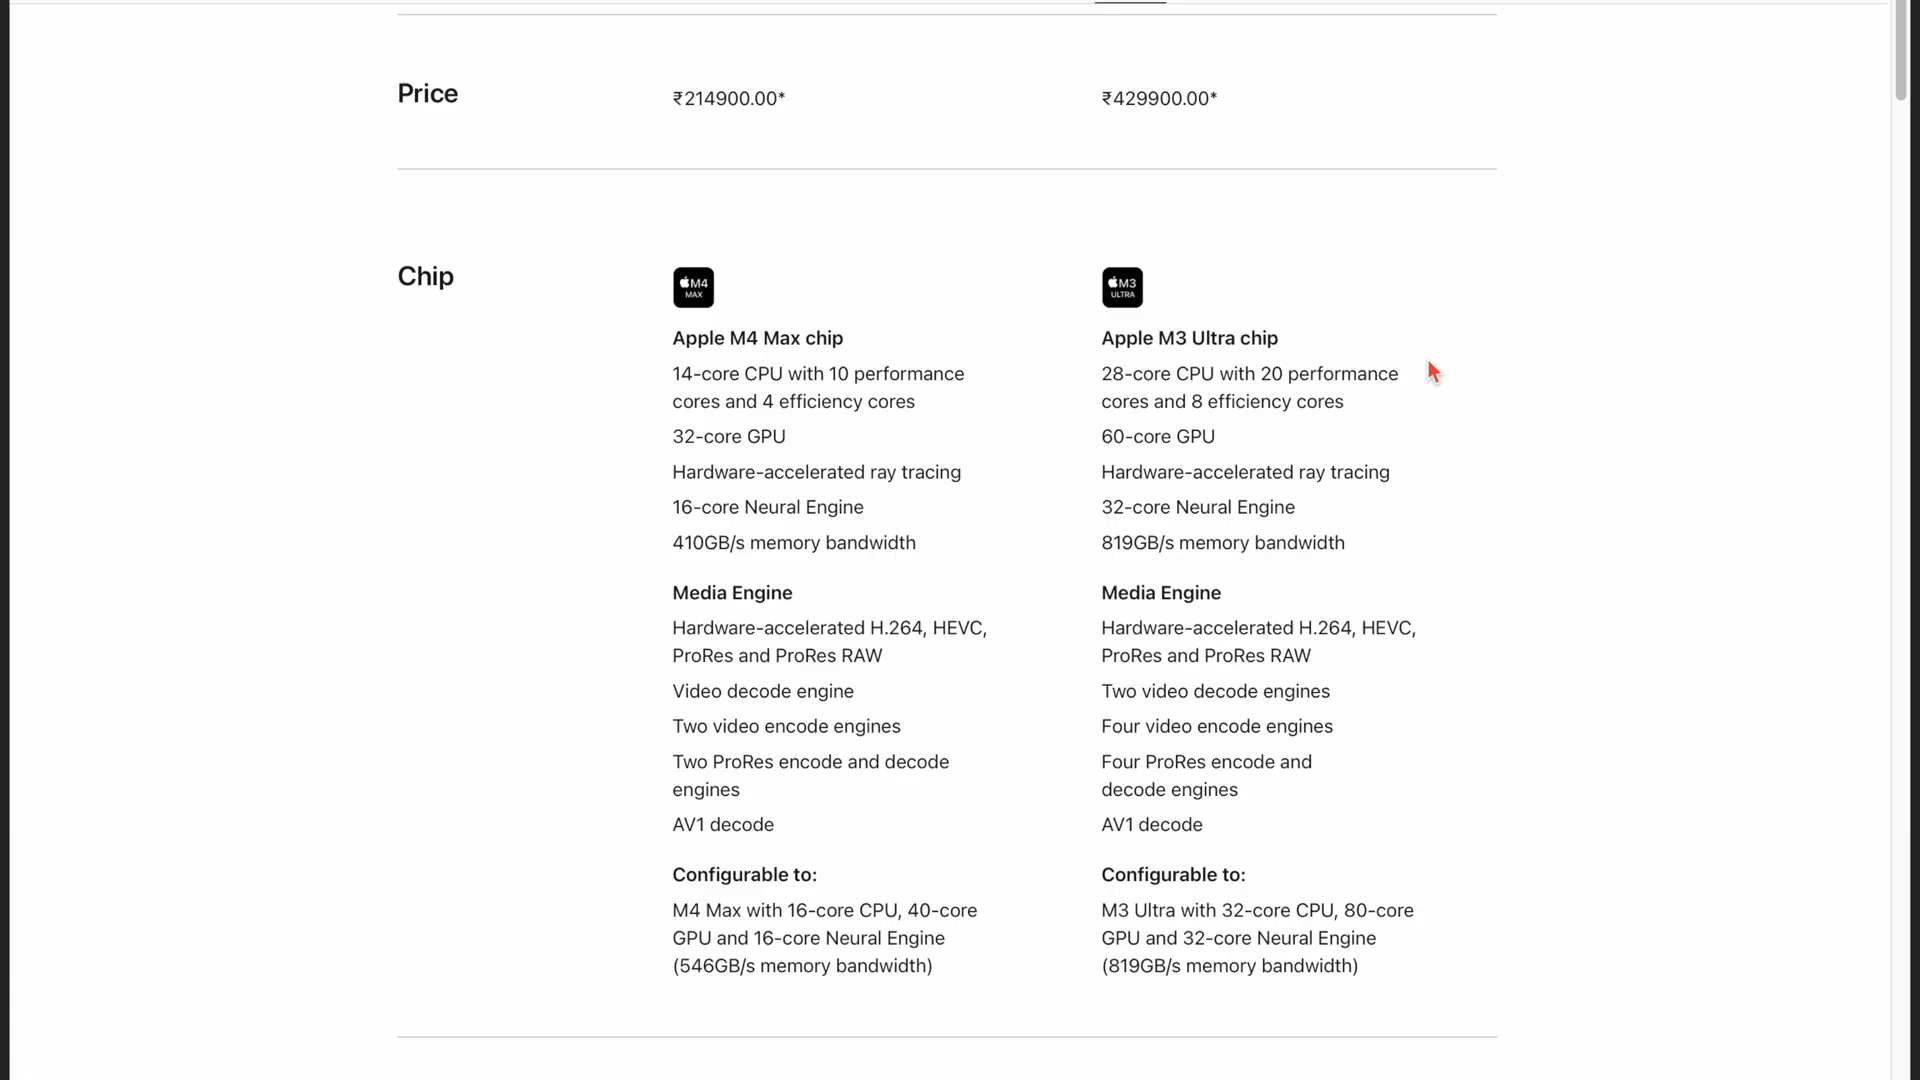 Price
₹214900.00*
₹429900.00*
Chip
M4
MAX
Apple M4 Max chip
14-core CPU with 10 performance
cores and 4 efficiency cores
32-core GPU
Hardware-accelerated ray tracing
16-core Neural Engine
410GB/s memory bandwidth
Media Engine
Hardware-accelerated H.264, HEVC,
ProRes and ProRes RAW
Video decode engine
Two video encode engines
Two ProRes encode and decode
engines
AV1 decode
Configurable to:
M4 Max with 16-core CPU, 40-core
GPU and 16-core Neural Engine
(546GB/s memory bandwidth)
M3
ULTRA
Apple M3 Ultra chip
28-core CPU with 20 performance
cores and 8 efficiency cores
60-core GPU
Hardware-accelerated ray tracing
32-core Neural Engine
819GB/s memory bandwidth
Media Engine
Hardware-accelerated H.264, HEVC,
ProRes and ProRes RAW
Two video decode engines
Four video encode engines
Four ProRes encode and
decode engines
AV1 decode
Configurable to:
M3 Ultra with 32-core CPU, 80-core
GPU and 32-core Neural Engine
(819GB/s memory bandwidth)